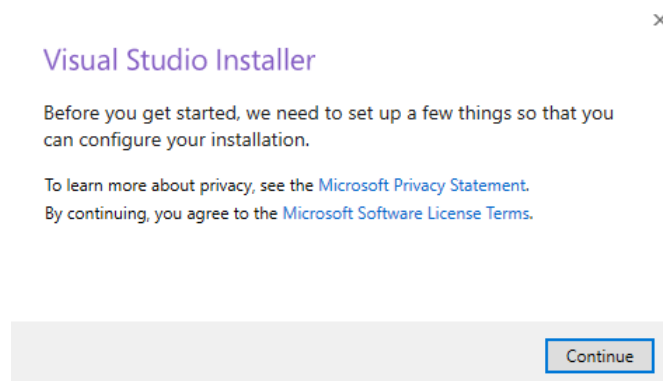 Visual Studio Installer
Before you get started, we need to set up a few things so that you
can configure your installation.
To learn more about privacy, see the Microsoft Privacy Statement.
By continuing, you agree to the Microsoft Software License Terms.
Continue